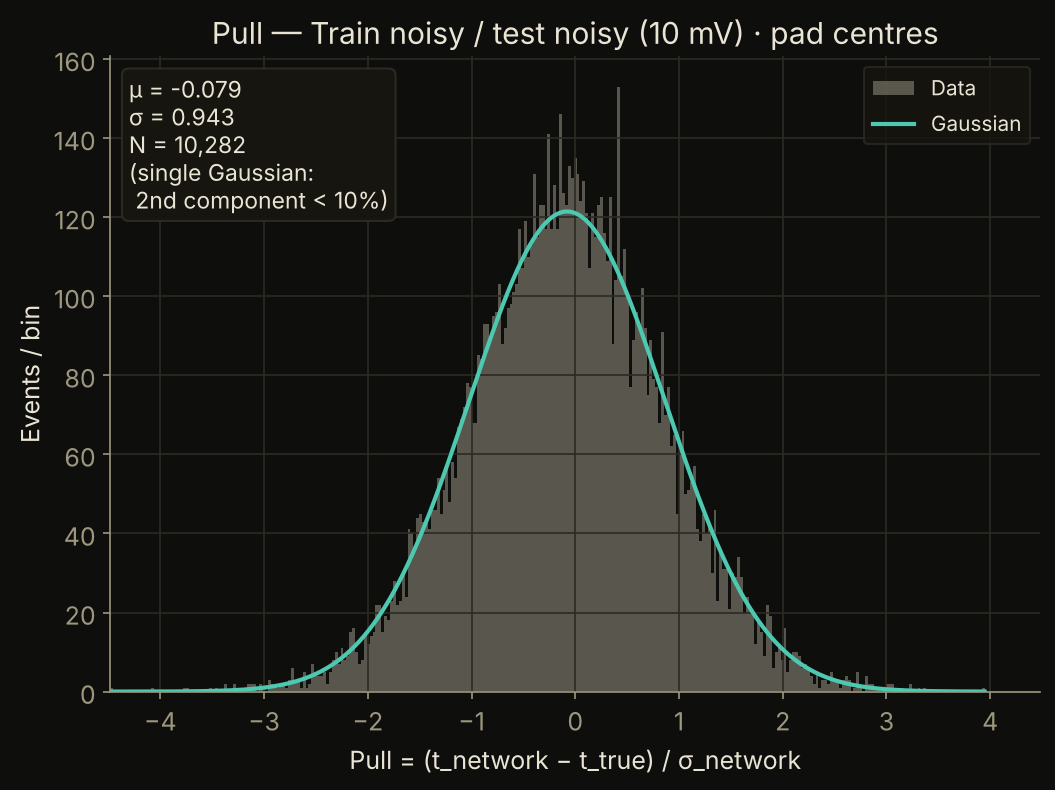 Pull — Train noisy / test noisy (10 mV) · pad centres
μ = -0.079
σ = 0.943
N = 10,282
(single Gaussian:
2nd component < 10%)
Data
Gaussian
Events / bin
160
140
120
100
80
60
40
20
0
−4
−3
−2
−1
0
1
2
3
4
Pull = (t_network − t_true) / σ_network